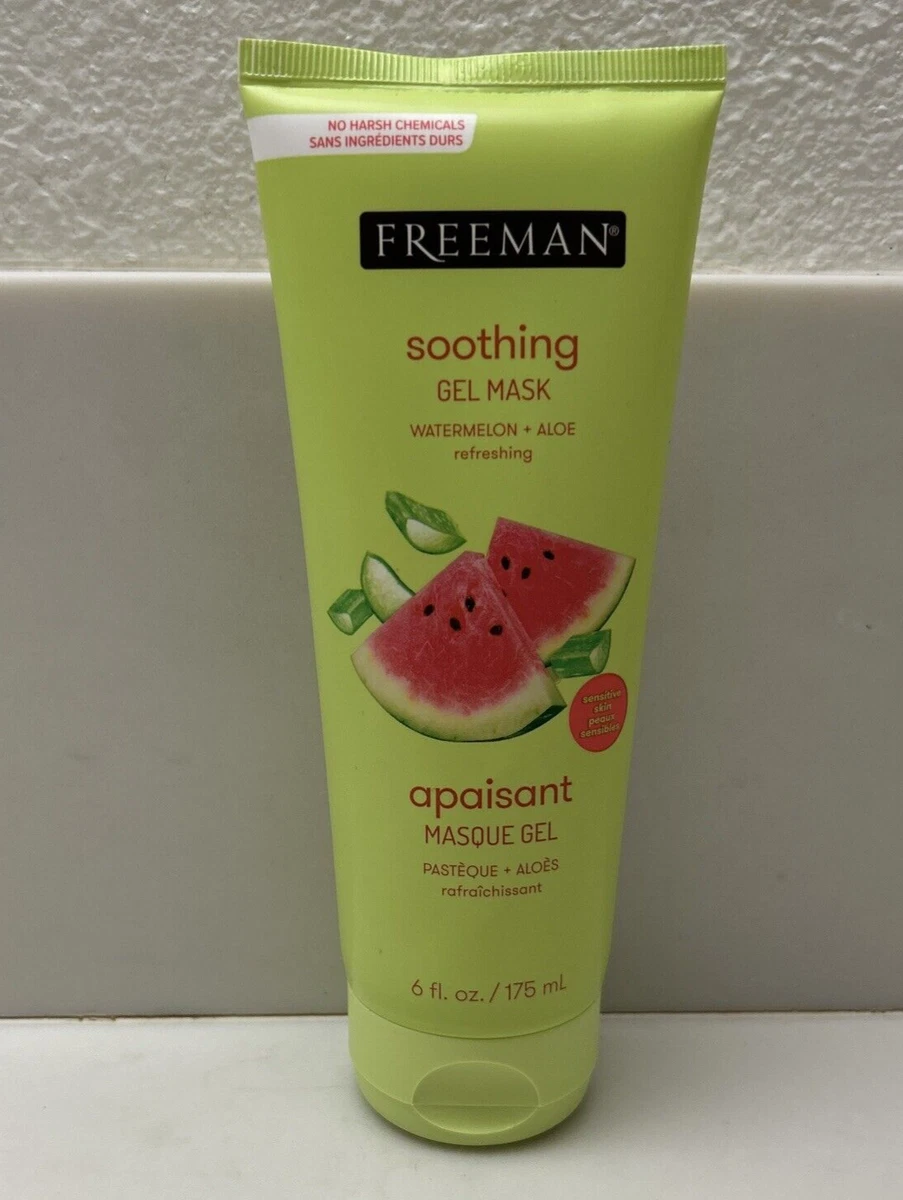 NO HARSH CHEMICALS
SANS INGRÉDIENTS DURS
FREEMAN®
soothing
GEL MASK
WATERMELON + ALOE
refreshing
sensitive
skin
peaux
sensibles
apaisant
MASQUE GEL
PASTÈQUE + ALOÈS
rafraîchissant
6 fl. oz. / 175 mL